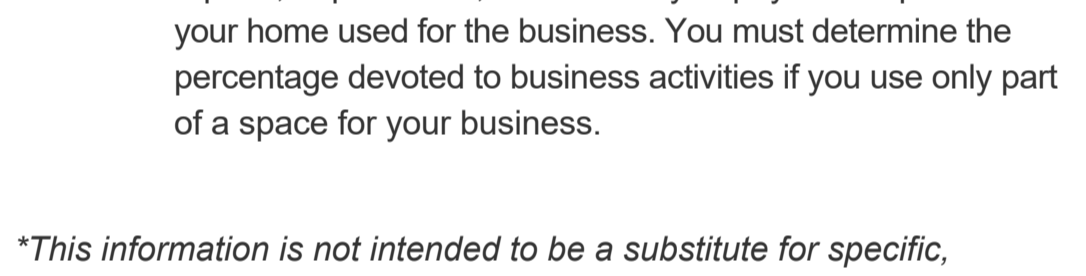 your home used for the business. You must determine the
percentage devoted to business activities if you use only part
of a space for your business.
*This information is not intended to be a substitute for specific,